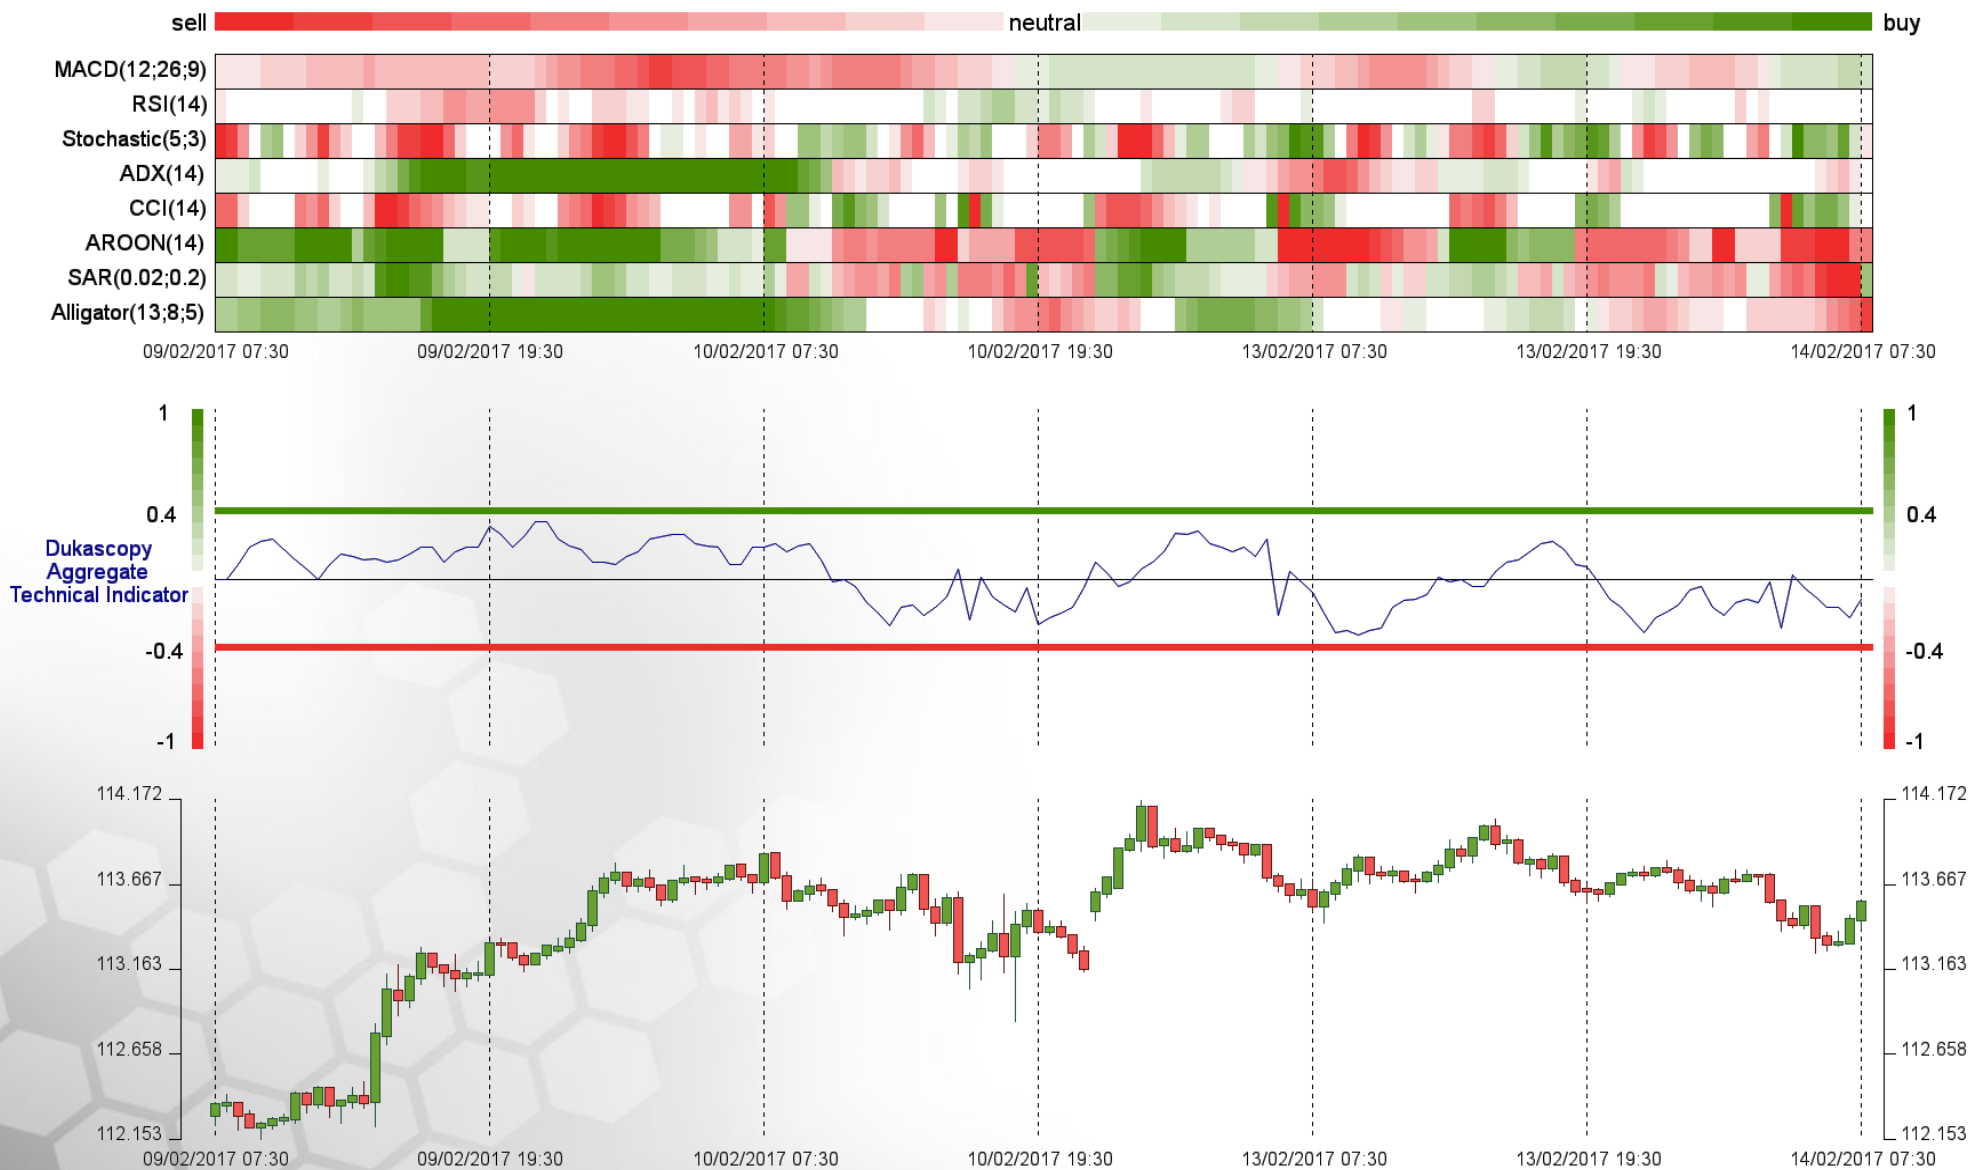 sell neutral buy
MACD(12;26;9)
RSI(14)
Stochastic(5;3)
ADX(14)
CCI(14)
AROON(14)
SAR(0.02;0.2)
Alligator(13;8;5)
09/02/2017 07:30 09/02/2017 19:30 10/02/2017 07:30 10/02/2017 19:30 13/02/2017 07:30 13/02/2017 19:30 14/02/2017 07:30
1 1
0.4 0.4
Dukascopy
Aggregate
Technical Indicator
-0.4 -0.4
-1 -1
114.172 114.172
113.667 113.667
113.163 113.163
112.658 112.658
112.153 112.153
09/02/2017 07:30 09/02/2017 19:30 10/02/2017 07:30 10/02/2017 19:30 13/02/2017 07:30 13/02/2017 19:30 14/02/2017 07:30